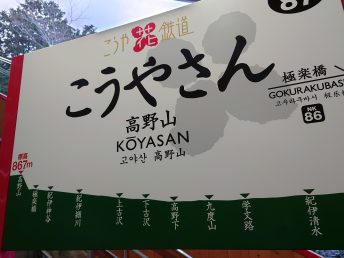 こうや花鉄道
87
こうやさん
高野山
KŌYASAN
고야산 高野山
極楽橋
GOKURAKUBAS
NK
86
標高
867m
高野山
極楽橋
紀伊神谷
紀伊細川
上古沢
下古沢
高野下
九度山
学文路
紀伊清水